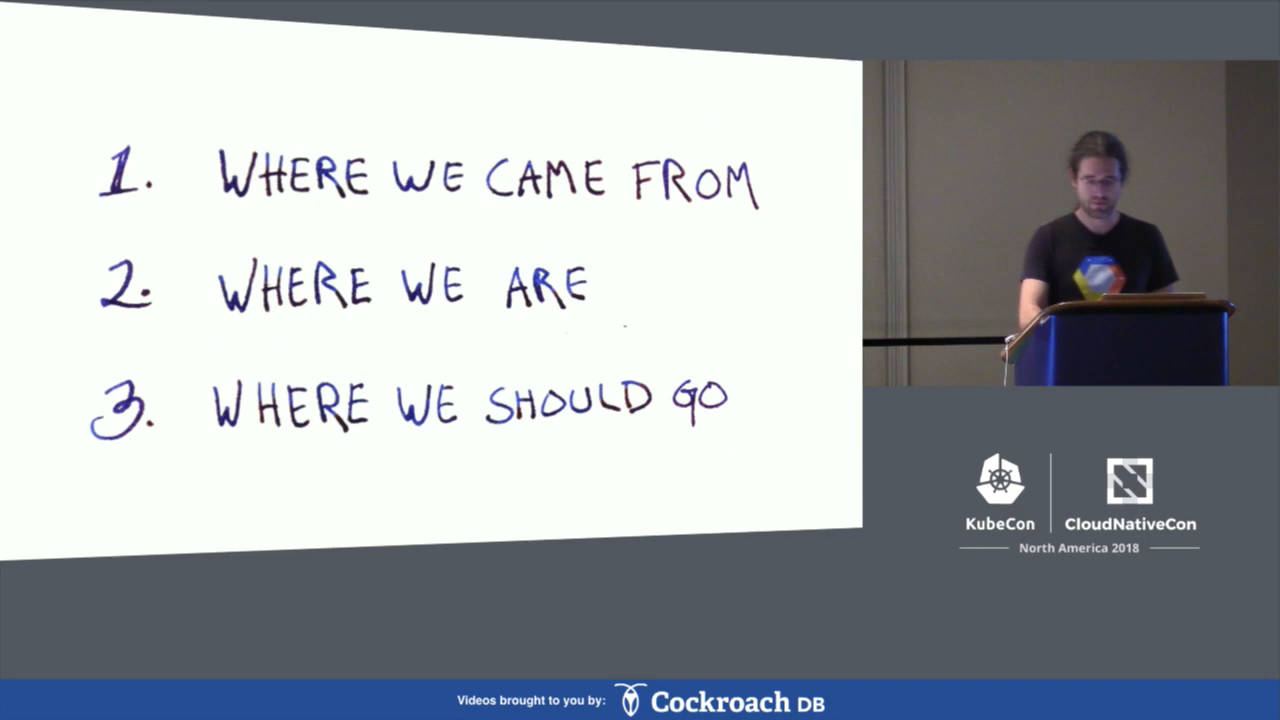 1. WHERE WE CAME FROM
2. WHERE WE ARE
3. WHERE WE SHOULD GO
KubeCon
CloudNativeCon
North America 2018
Videos brought to you by: Cockroach DB